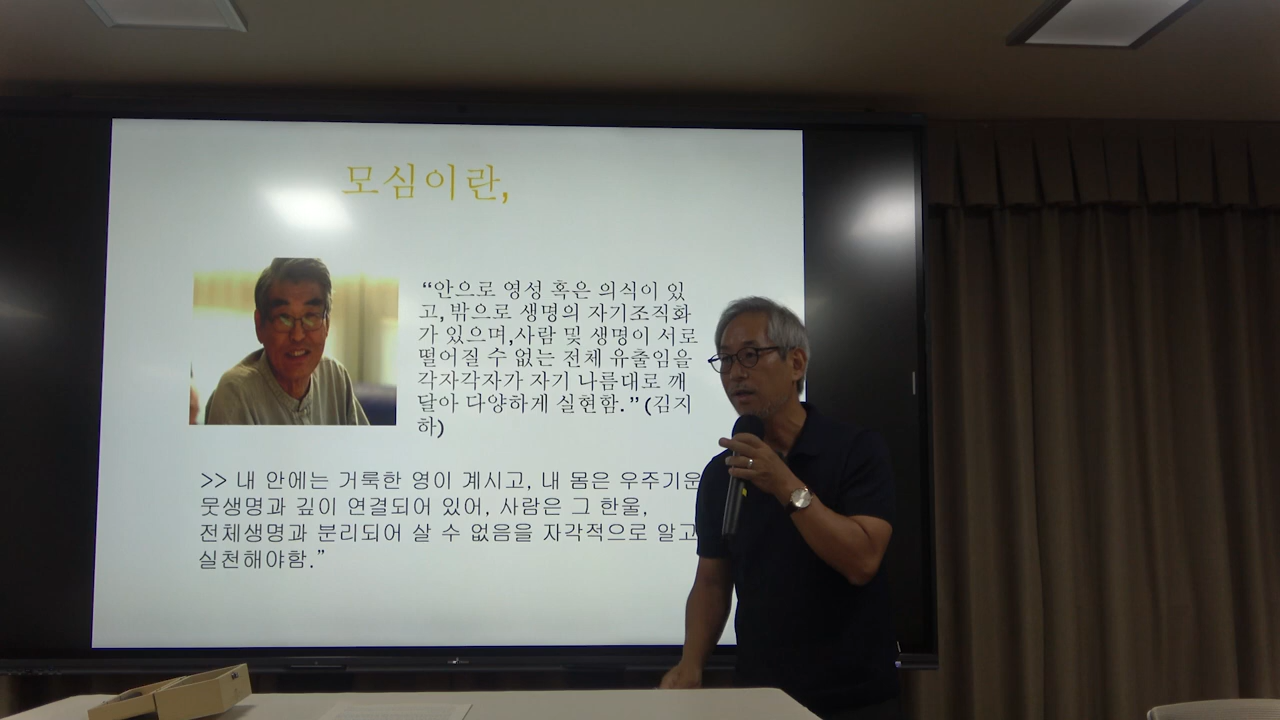 모심이란,
“안으로 영성 혹은 의식이 있
고, 밖으로 생명의 자기조직화
가 있으며,사람 및 생명이 서로
떨어질 수 없는 전체 유출임을
각자각자가 자기 나름대로 깨
달아 다양하게 실현함.”(김지
하)
>> 내 안에는 거룩한 영이 계시고, 내 몸은 우주기운
뭇생명과 깊이 연결되어 있어, 사람은 그 한울,
전체생명과 분리되어 살 수 없음을 자각적으로 알고
실천해야함.”